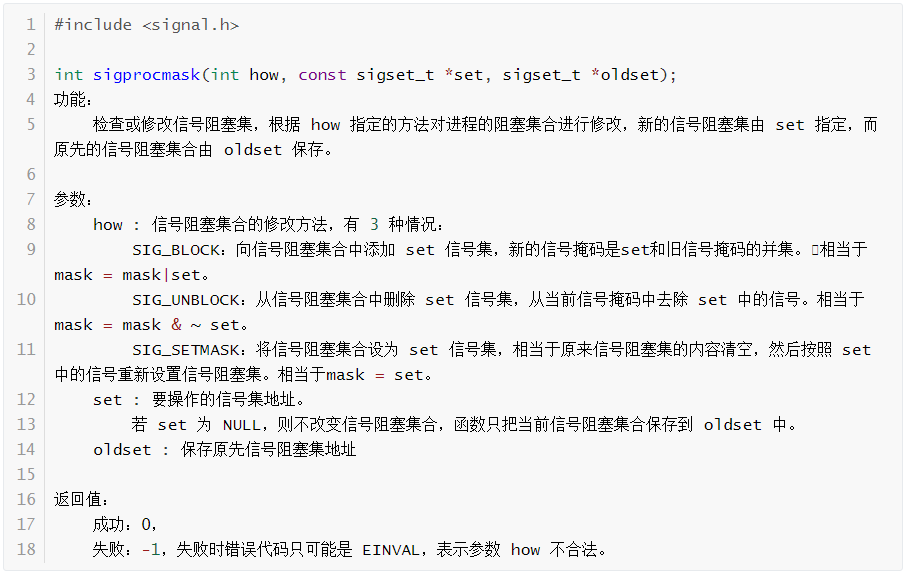 1 #include <signal.h>
2
3 int sigprocmask(int how, const sigset_t *set, sigset_t *oldset);
4 功能：
5 检查或修改信号阻塞集，根据 how 指定的方法对进程的阻塞集合进行修改，新的信号阻塞集由 set 指定，而
原先的信号阻塞集合由 oldset 保存。
6
7 参数：
8 how : 信号阻塞集合的修改方法，有 3 种情况：
9 SIG_BLOCK：向信号阻塞集合中添加 set 信号集，新的信号掩码是set和旧信号掩码的并集。相当于
mask = mask|set。
10 SIG_UNBLOCK：从信号阻塞集合中删除 set 信号集，从当前信号掩码中去除 set 中的信号。相当于
mask = mask & ~ set。
11 SIG_SETMASK：将信号阻塞集合设为 set 信号集，相当于原来信号阻塞集的内容清空，然后按照 set
中的信号重新设置信号阻塞集。相当于mask = set。
12 set : 要操作的信号集地址。
13 若 set 为 NULL，则不改变信号阻塞集合，函数只把当前信号阻塞集合保存到 oldset 中。
14 oldset : 保存原先信号阻塞集地址
15
16 返回值：
17 成功：0，
18 失败：-1，失败时错误代码只可能是 EINVAL，表示参数 how 不合法。